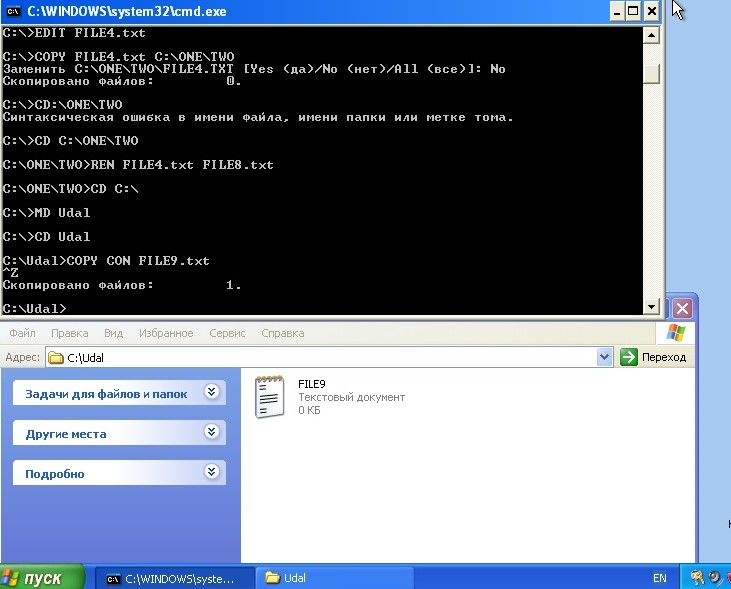 C:\WINDOWS\system32\cmd.exe
C:\>EDIT FILE4.txt
C:\>COPY FILE4.txt C:\ONE\TWO
Заменить C:\ONE\TWO\FILE4.TXT [Yes (да)/No (нет)/All (все)]: No
Скопировано файлов: 0.
C:\>CD:\ONE\TWO
Синтаксическая ошибка в имени файла, имени папки или метке тома.
C:\>CD C:\ONE\TWO
C:\ONE\TWO>REN FILE4.txt FILE8.txt
C:\ONE\TWO>CD C:\
C:\>MD Udal
C:\>CD Udal
C:\Udal>COPY CON FILE9.txt
^Z
Скопировано файлов: 1.
C:\Udal>
Файл Правка Вид Избранное Сервис Справка
Адрес: C:\Udal Переход
Задачи для файлов и папок
Другие места
Подробно
FILE9
Текстовый документ
0 КБ
пуск C:\WINDOWS\syste... Udal EN